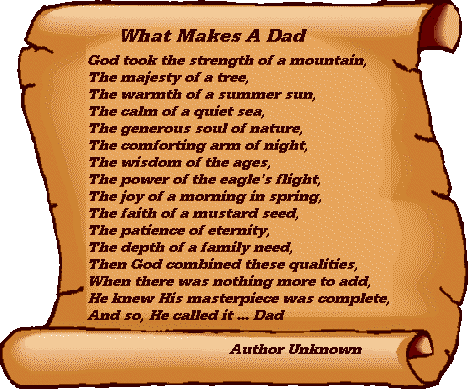 What Makes A Dad
God took the strength of a mountain,
The majesty of a tree,
The warmth of a summer sun,
The calm of a quiet sea,
The generous soul of nature,
The comforting arm of night,
The wisdom of the ages,
The power of the eagle's flight,
The joy of a morning in spring,
The faith of a mustard seed,
The patience of eternity,
The depth of a family need,
Then God combined these qualities,
When there was nothing more to add,
He knew His masterpiece was complete,
And so, He called it ... Dad
Author Unknown